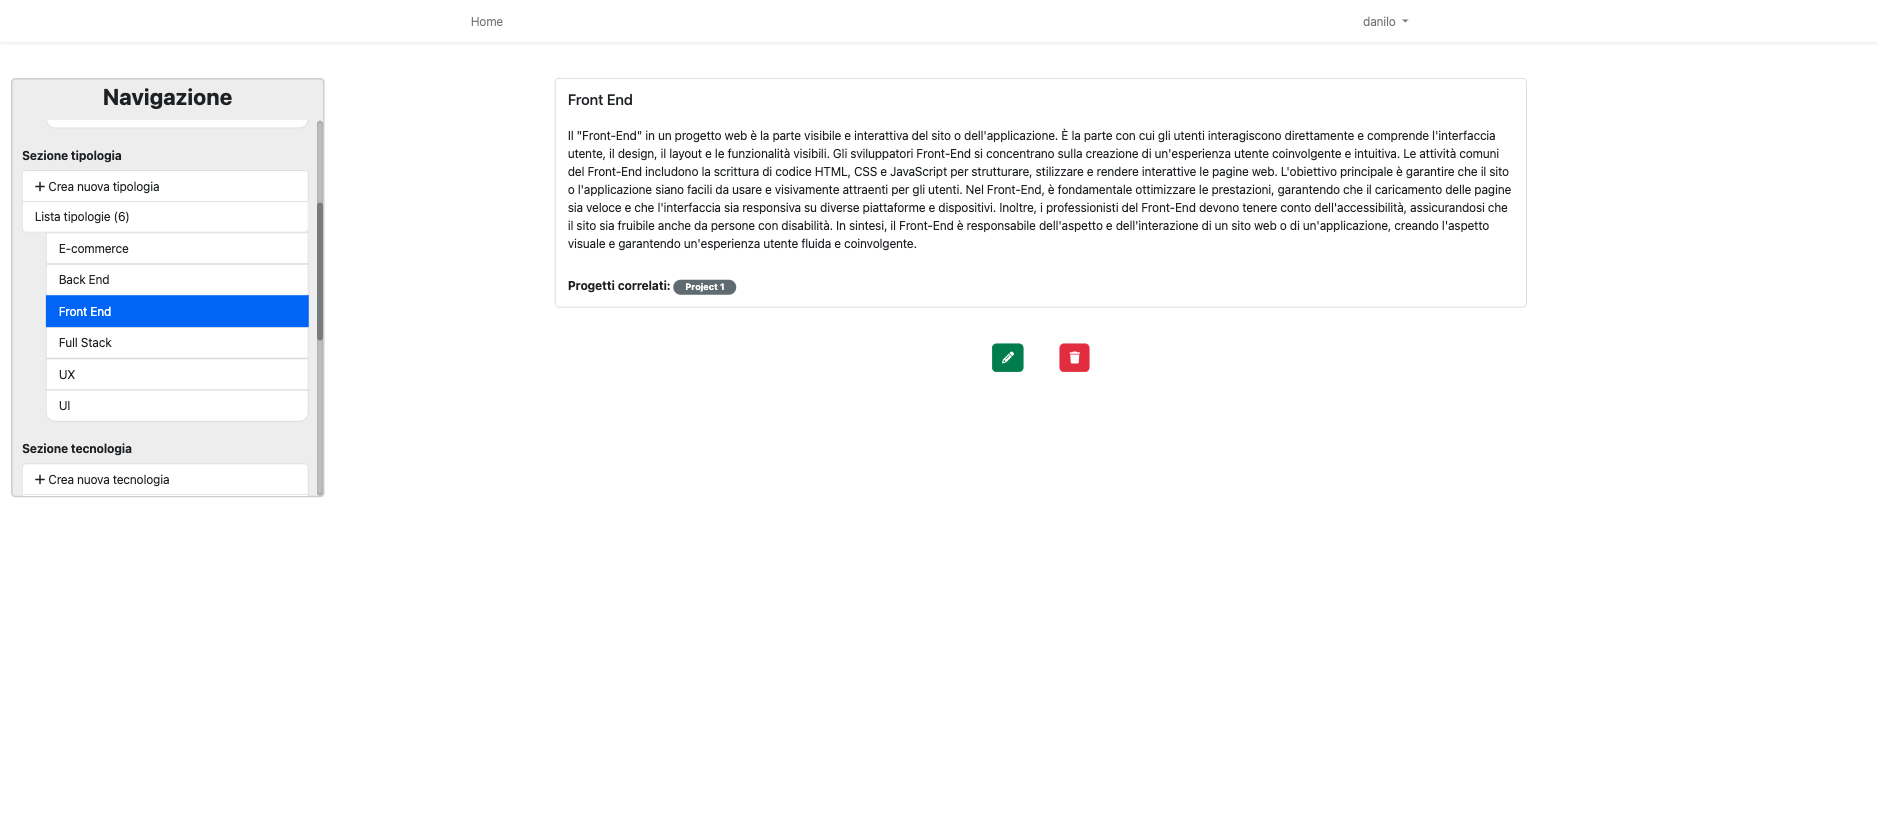 Home
danilo
Navigazione
Sezione tipologia
+ Crea nuova tipologia
Lista tipologie (6)
E-commerce
Back End
Front End
Full Stack
UX
UI
Sezione tecnologia
+ Crea nuova tecnologia
Front End
Il "Front-End" in un progetto web è la parte visibile e interattiva del sito o dell'applicazione. È la parte con cui gli utenti interagiscono direttamente e comprende l'interfaccia
utente, il design, il layout e le funzionalità visibili. Gli sviluppatori Front-End si concentrano sulla creazione di un'esperienza utente coinvolgente e intuitiva. Le attività comuni
del Front-End includono la scrittura di codice HTML, CSS e JavaScript per strutturare, stilizzare e rendere interattive le pagine web. L'obiettivo principale è garantire che il sito
o l'applicazione siano facili da usare e visivamente attraenti per gli utenti. Nel Front-End, è fondamentale ottimizzare le prestazioni, garantendo che il caricamento delle pagine
sia veloce e che l'interfaccia sia responsiva su diverse piattaforme e dispositivi. Inoltre, i professionisti del Front-End devono tenere conto dell'accessibilità, assicurandosi che
il sito sia fruibile anche da persone con disabilità. In sintesi, il Front-End è responsabile dell'aspetto e dell'interazione di un sito web o di un'applicazione, creando l'aspetto
visuale e garantendo un'esperienza utente fluida e coinvolgente.
Progetti correlati: Project 1